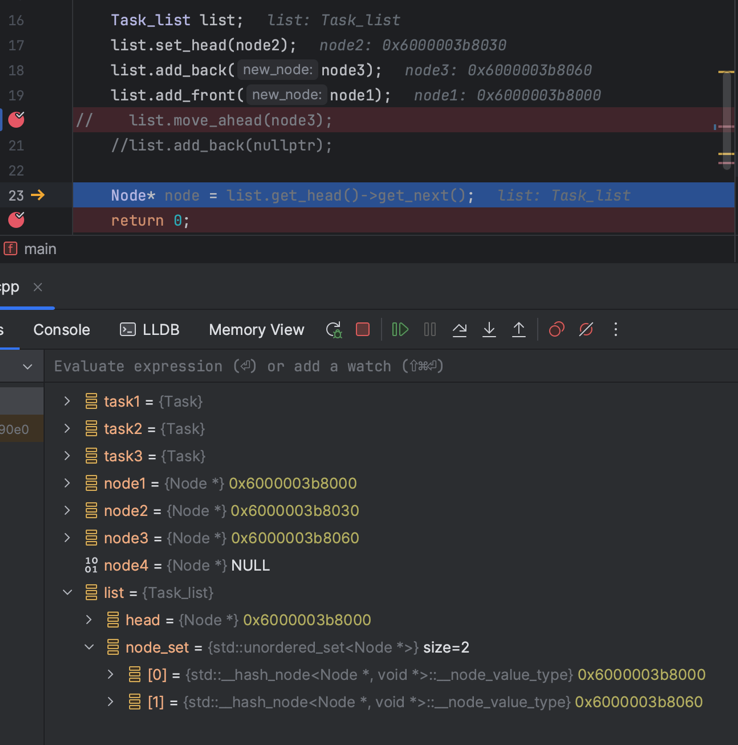 16 Task_list list; list: Task_list
17 list.set_head(node2); node2: 0x6000003b8030
18 list.add_back( new_node: node3); node3: 0x6000003b8060
19 list.add_front( new_node: node1); node1: 0x6000003b8000
// list.move_ahead(node3);
21 //list.add_back(nullptr);
22
23 Node* node = list.get_head()->get_next(); list: Task_list
return 0;
f main
cpp
s Console LLDB Memory View
Evaluate expression (⏎) or add a watch (⇧⌘⏎)
task1 = {Task}
90e0 task2 = {Task}
task3 = {Task}
node1 = {Node *} 0x6000003b8000
node2 = {Node *} 0x6000003b8030
node3 = {Node *} 0x6000003b8060
10 01 node4 = {Node *} NULL
list = {Task_list}
head = {Node *} 0x6000003b8000
node_set = {std::unordered_set<Node *>} size=2
[0] = {std::__hash_node<Node *, void *>::__node_value_type} 0x6000003b8000
[1] = {std::__hash_node<Node *, void *>::__node_value_type} 0x6000003b8060